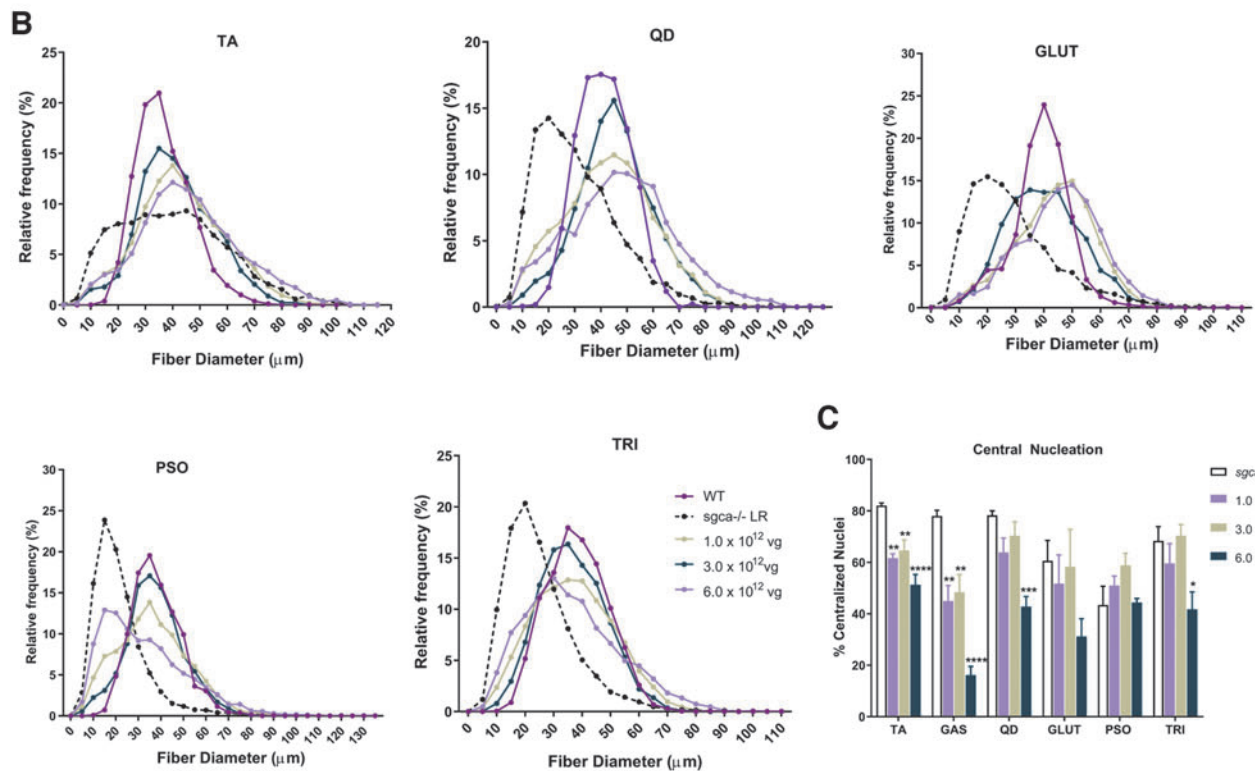 B
TA
Relative frequency (%)
25
20
15
10
5
0
0 10 20 30 40 50 60 70 80 90 100 110 120
Fiber Diameter (μm)
QD
Relative frequency (%)
20
15
10
5
0
0 10 20 30 40 50 60 70 80 90 100 110 120
Fiber Diameter (μm)
GLUT
Relative frequency (%)
30
25
20
15
10
5
0
0 10 20 30 40 50 60 70 80 90 100 110
Fiber Diameter (μm)
PSO
Relative frequency (%)
30
25
20
15
10
5
0
0 10 20 30 40 50 60 70 80 90 100 110 130
Fiber Diameter (μm)
TRI
Relative frequency (%)
25
20
15
10
5
0
0 10 20 30 40 50 60 70 80 90 100 110
Fiber Diameter (μm)
WT
sgca-/- LR
1.0 x 10¹² vg
3.0 x 10¹² vg
6.0 x 10¹² vg
C
Central Nucleation
% Centralized Nuclei
100
80
60
40
20
0
** ** ****
** ** ****
***
*
TA GAS QD GLUT PSO TRI
sgc
1.0
3.0
6.0